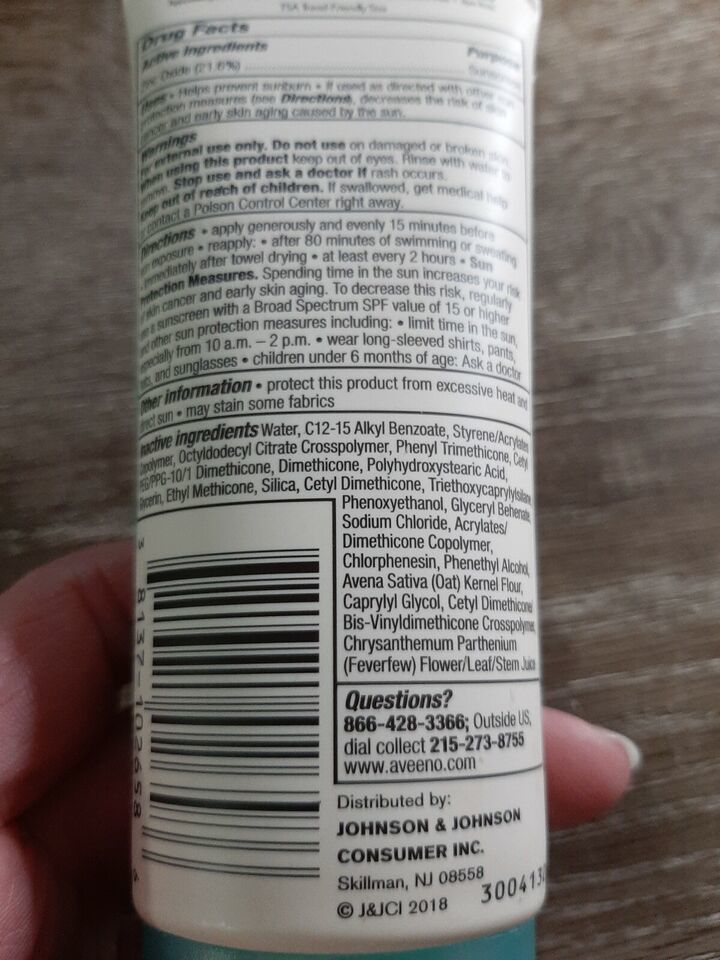 TSA Travel-Friendly Size
Drug Facts
Active Ingredients Purpose
Zinc Oxide (21.6%) Sunscreen
Uses • Helps prevent sunburn • If used as directed with other sun
protection measures (see Directions), decreases the risk of skin
cancer and early skin aging caused by the sun.
Warnings
For external use only. Do not use on damaged or broken skin.
When using this product keep out of eyes. Rinse with water to
remove. Stop use and ask a doctor if rash occurs.
Keep out of reach of children. If swallowed, get medical help
or contact a Poison Control Center right away.
Directions • apply generously and evenly 15 minutes before
sun exposure • reapply: • after 80 minutes of swimming or sweating
• immediately after towel drying • at least every 2 hours • Sun
Protection Measures. Spending time in the sun increases your risk
of skin cancer and early skin aging. To decrease this risk, regularly
use a sunscreen with a Broad Spectrum SPF value of 15 or higher
and other sun protection measures including: • limit time in the sun,
especially from 10 a.m. – 2 p.m. • wear long-sleeved shirts, pants,
hats, and sunglasses • children under 6 months of age: Ask a doctor
Other information • protect this product from excessive heat and
direct sun • may stain some fabrics
Inactive ingredients Water, C12-15 Alkyl Benzoate, Styrene/Acrylates
Copolymer, Octyldodecyl Citrate Crosspolymer, Phenyl Trimethicone, Cetyl
PEG/PPG-10/1 Dimethicone, Dimethicone, Polyhydroxystearic Acid,
Glycerin, Ethyl Methicone, Silica, Cetyl Dimethicone, Triethoxycaprylylsilane
Phenoxyethanol, Glyceryl Behenate
Sodium Chloride, Acrylates/
Dimethicone Copolymer,
Chlorphenesin, Phenethyl Alcohol,
Avena Sativa (Oat) Kernel Flour,
Caprylyl Glycol, Cetyl Dimethicone/
Bis-Vinyldimethicone Crosspolymer,
Chrysanthemum Parthenium
(Feverfew) Flower/Leaf/Stem Juice
3 8137-102658
Questions?
866-428-3366; Outside US,
dial collect 215-273-8755
www.aveeno.com
Distributed by:
JOHNSON & JOHNSON
CONSUMER INC.
Skillman, NJ 08558
© J&JCI 2018
300413